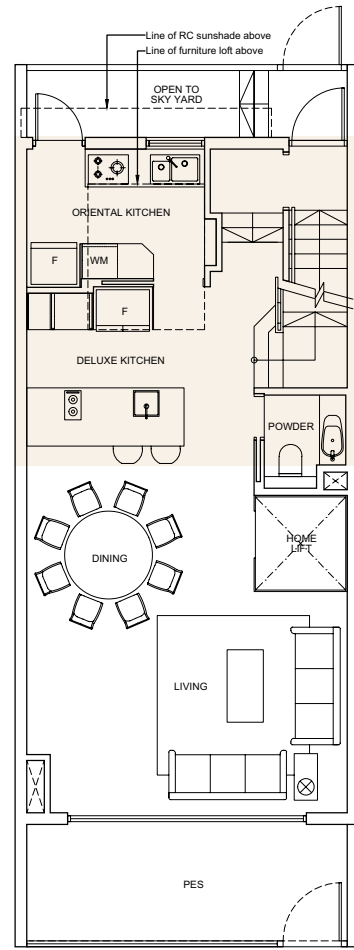 Line of RC sunshade above
Line of furniture loft above
OPEN TO
SKY YARD
ORIENTAL KITCHEN
F
WM
F
DELUXE KITCHEN
POWDER
HOME
LIFT
DINING
LIVING
PES